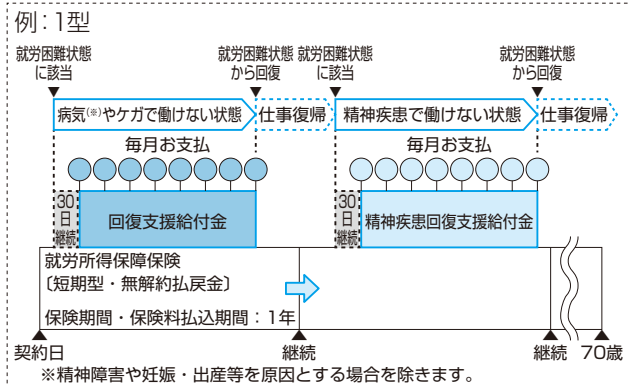 例：1型
就労困難状態
に該当
就労困難状態
から回復
就労困難状態
に該当
就労困難状態
から回復
病気(※)やケガで働けない状態
仕事復帰
精神疾患で働けない状態
仕事復帰
毎月お支払
毎月お支払
30
日
継続
回復支援給付金
30
日
継続
精神疾患回復支援給付金
就労所得保障保険
〔短期型・無解約払戻金〕
保険期間・保険料払込期間：1年
契約日
継続
継続
70歳
※精神障害や妊娠・出産等を原因とする場合を除きます。